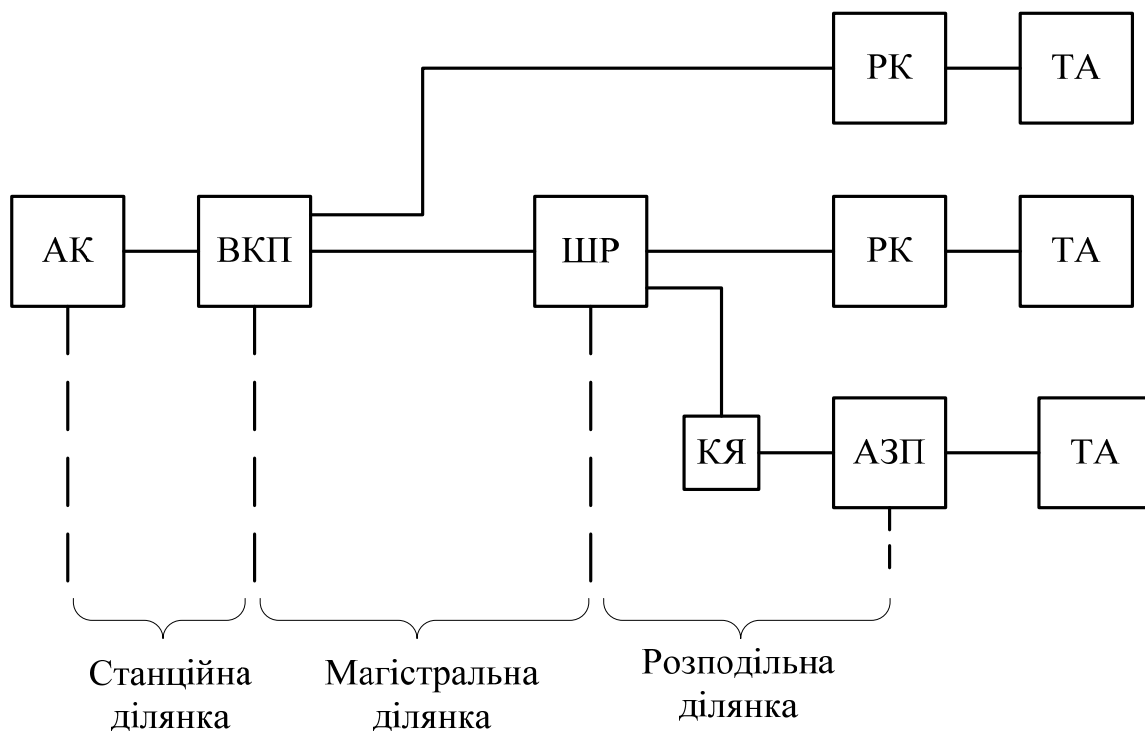 РК
ТА
АК
ВКП
ШР
РК
ТА
КЯ
АЗП
ТА
Станційна
ділянка
Магістральна
ділянка
Розподільна
ділянка